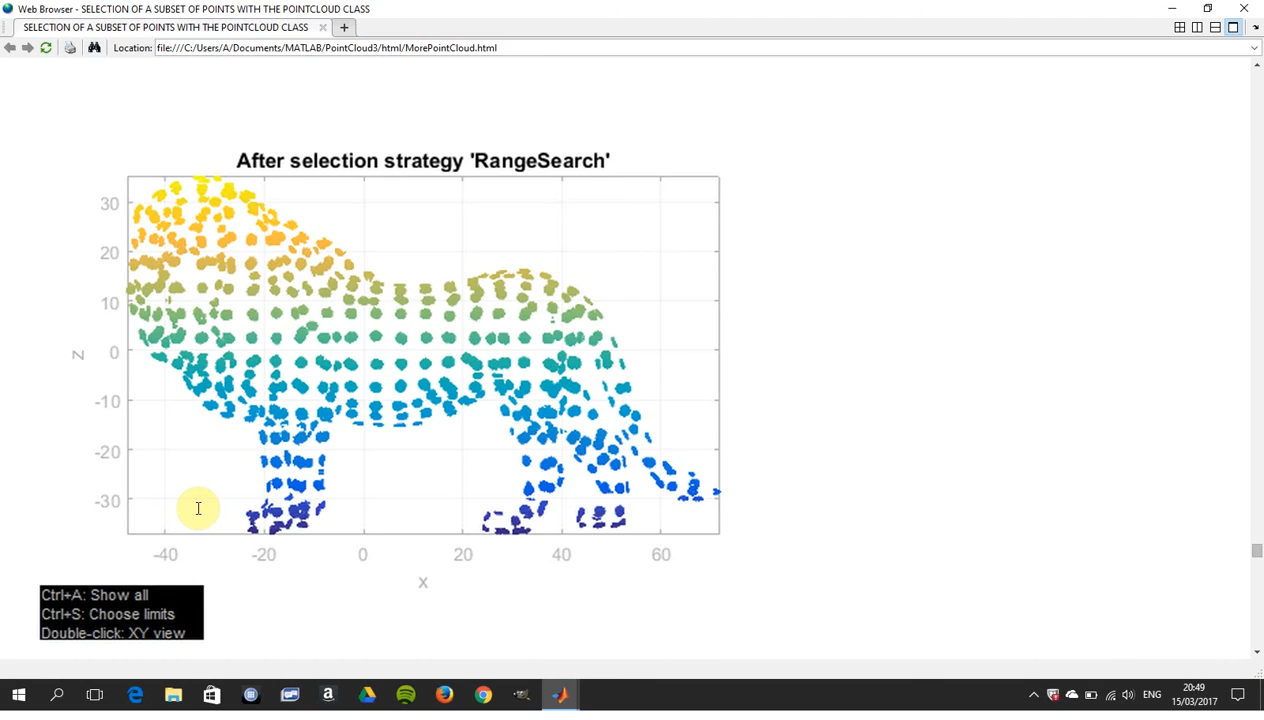 Web Browser - SELECTION OF A SUBSET OF POINTS WITH THE POINTCLOUD CLASS
SELECTION OF A SUBSET OF POINTS WITH THE POINTCLOUD CLASS
Location: file:///C:/Users/A/Documents/MATLAB/PointCloud3/html/MorePointCloud.html
After selection strategy 'RangeSearch'
30
20
10
0
-10
-20
-30
Z
-40 -20 0 20 40 60
X
Ctrl+A: Show all
Ctrl+S: Choose limits
Double-click: XY view
ENG
20:49
15/03/2017